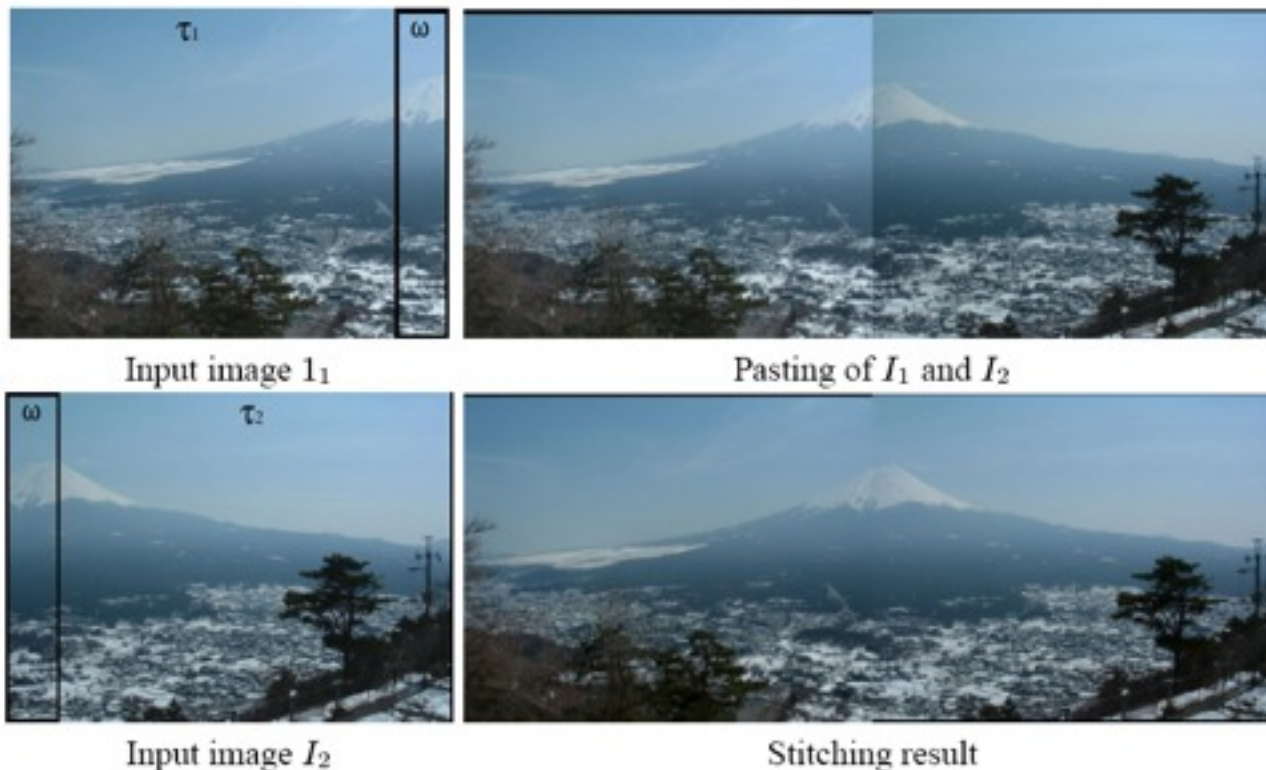 τ₁ ω
Input image 1₁
Pasting of I₁ and I₂
ω τ₂
Input image I₂
Stitching result